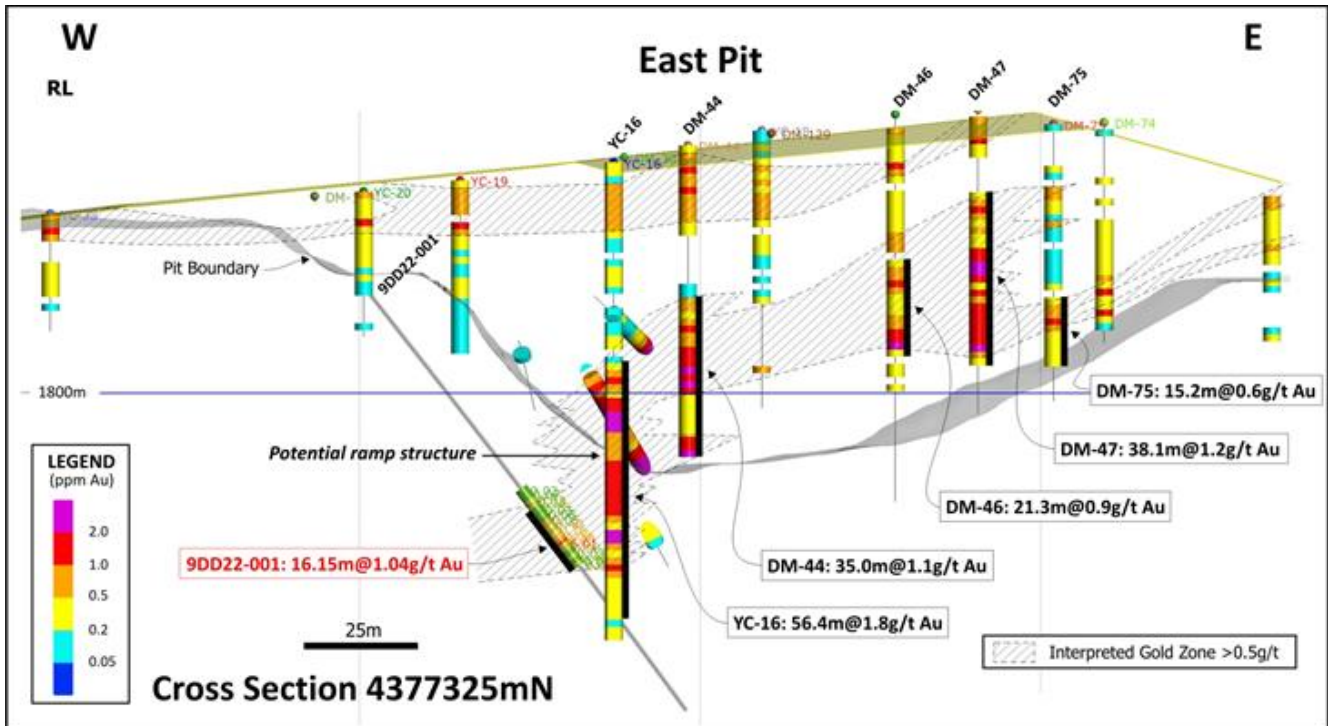 W
E
East Pit
RL
YC-16
DM-44
DM-46
DM-47
DM-75
DM-74
YC-16
YC-19
YC-20
9DD22-001
Pit Boundary
1800m
Potential ramp structure
DM-75: 15.2m@0.6g/t Au
DM-47: 38.1m@1.2g/t Au
DM-46: 21.3m@0.9g/t Au
DM-44: 35.0m@1.1g/t Au
YC-16: 56.4m@1.8g/t Au
9DD22-001: 16.15m@1.04g/t Au
LEGEND
(ppm Au)
2.0
1.0
0.5
0.2
0.05
25m
Cross Section 4377325mN
Interpreted Gold Zone >0.5g/t